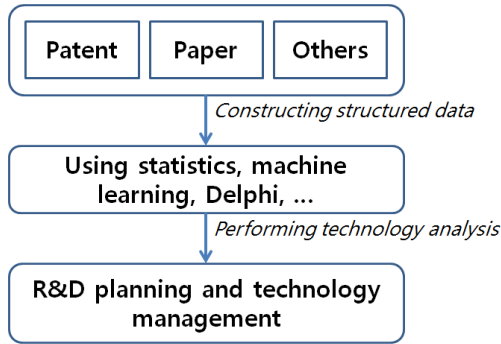 Patent Paper Others
Constructing structured data
Using statistics, machine
learning, Delphi, ...
Performing technology analysis
R&D planning and technology
management